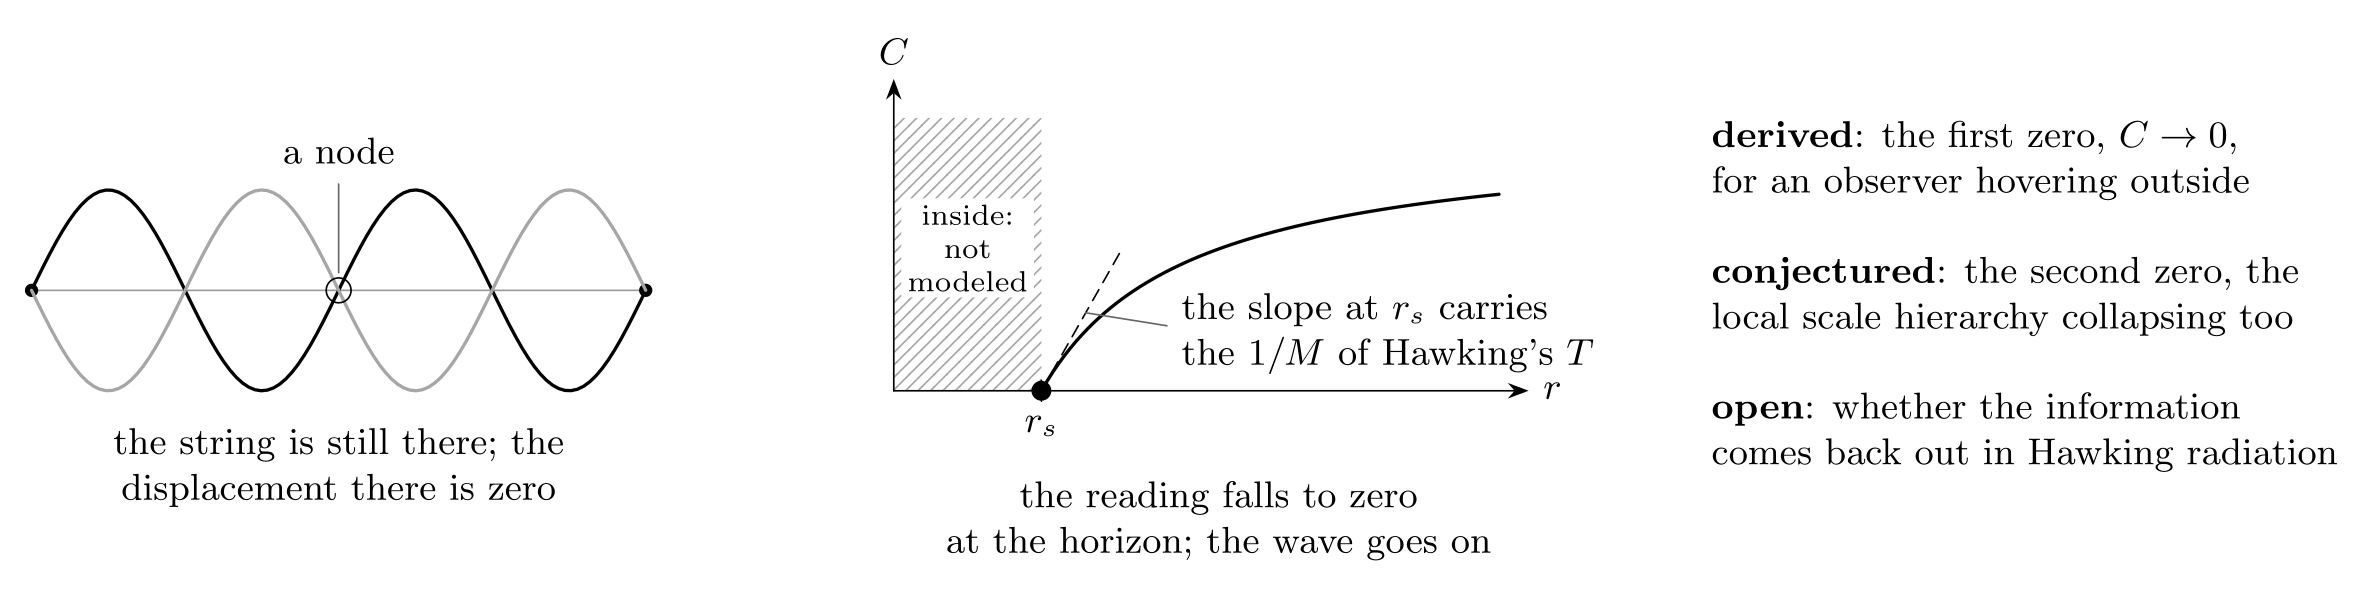 a node
the string is still there; the
displacement there is zero
C
inside:
not
modeled
the slope at r_s carries
the 1/M of Hawking's T
r
r_s
the reading falls to zero
at the horizon; the wave goes on
derived: the first zero, C → 0,
for an observer hovering outside
conjectured: the second zero, the
local scale hierarchy collapsing too
open: whether the information
comes back out in Hawking radiation